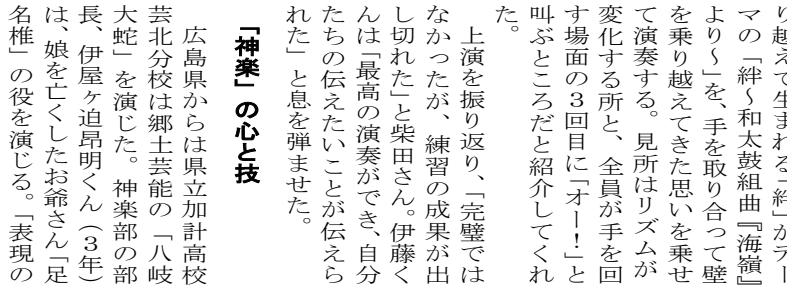 り越えて生まれる「絆」がテー
マの「絆～和太鼓組曲『海嶺』
より～」を、手を取り合って壁
を乗り越えてきた思いを乗せ
て演奏する。見所はリズムが
変化する所と、全員が手を回
す場面の3回目に「オー！」と
叫ぶところだと紹介してくれ
た。
上演を振り返り、「完璧では
なかったが、練習の成果が出
し切れた」と柴田さん。伊藤く
んは「最高の演奏ができ、自分
たちの伝えたいことが伝えら
れた」と息を弾ませた。
「神楽」の心と技
広島県からは県立加計高校
芸北分校は郷土芸能の「八岐
大蛇」を演じた。神楽部の部
長、伊屋ヶ迫昂明くん（3年）
は、娘を亡くしたお爺さん「足
名椎」の役を演じる。「表現の